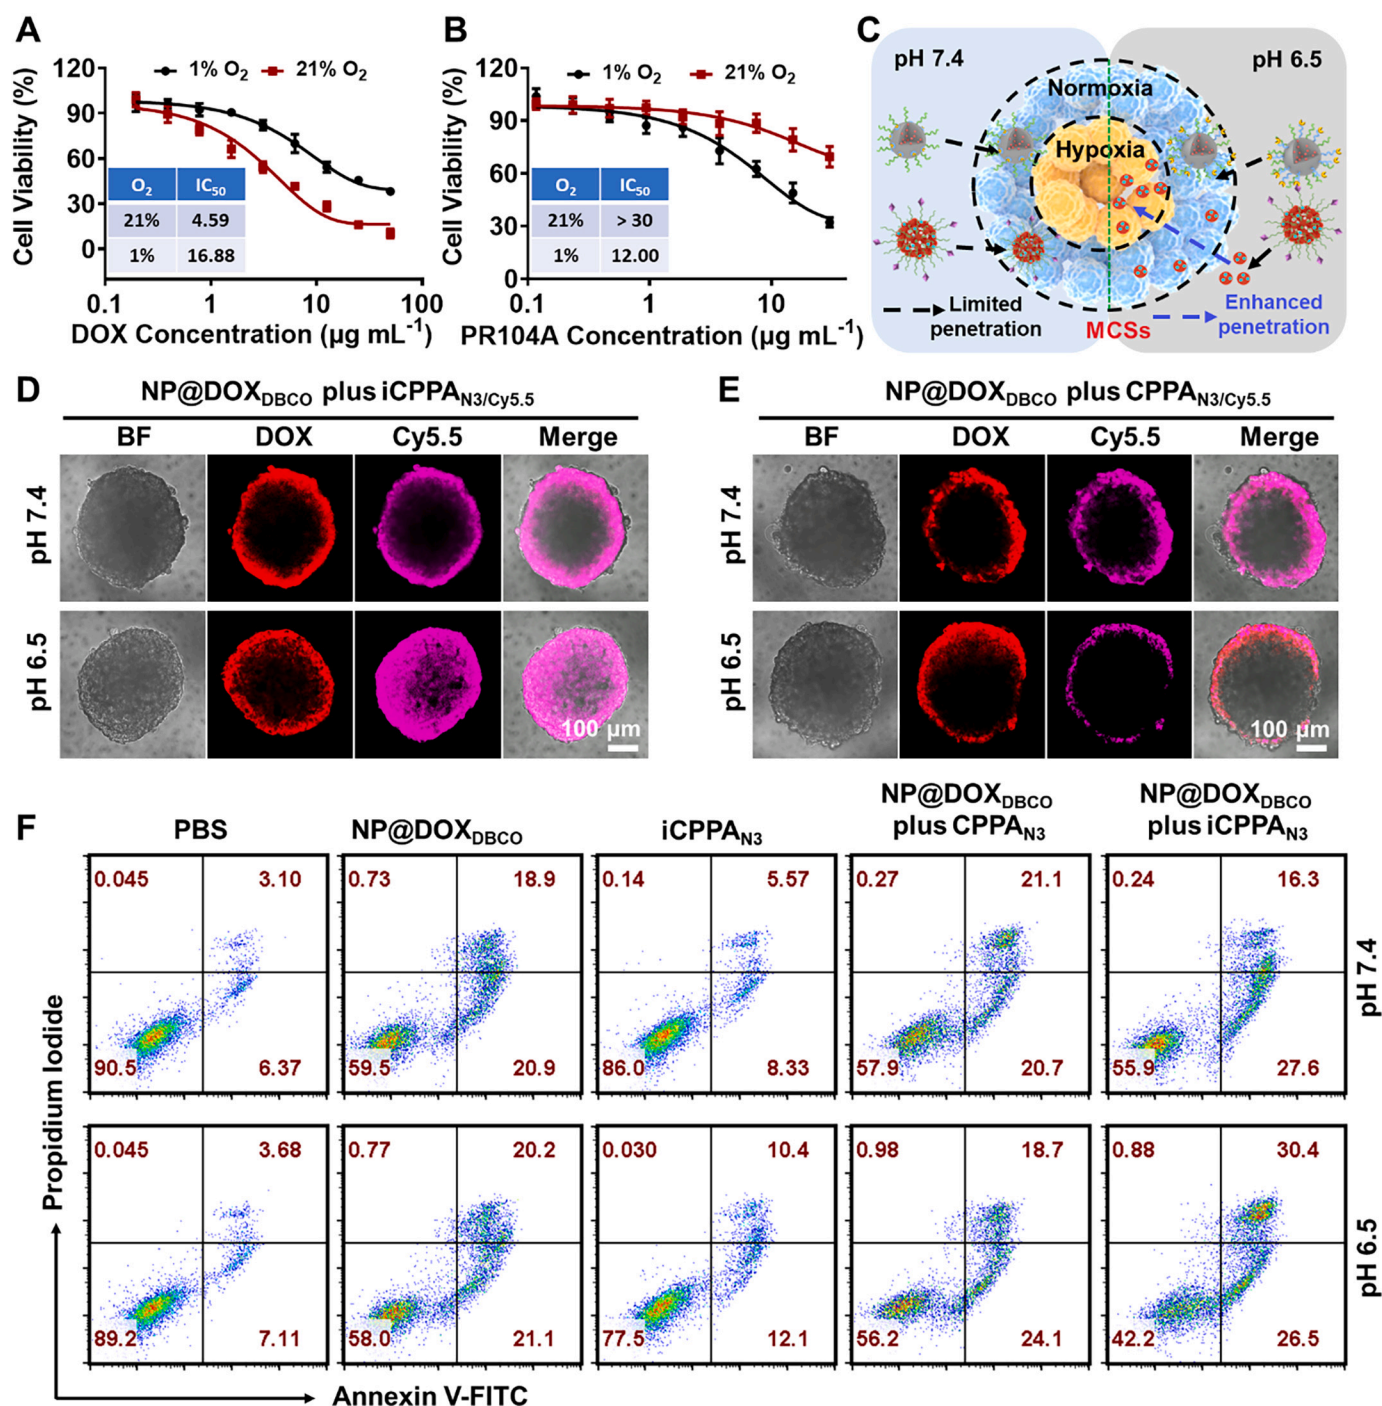 A
1% O2 21% O2
Cell Viability (%)
120
90
60
30
0
O2 IC50
21% 4.59
1% 16.88
0.1 1 10 100
DOX Concentration (µg mL⁻¹)
B
1% O2 21% O2
Cell Viability (%)
120
90
60
30
0
O2 IC50
21% > 30
1% 12.00
0.1 1 10
PR104A Concentration (µg mL⁻¹)
C
pH 7.4 pH 6.5
Normoxia
Hypoxia
Limited
penetration
MCSs
Enhanced
penetration
D
NP@DOXDBCO plus iCPPAN3/Cy5.5
BF DOX Cy5.5 Merge
pH 7.4
pH 6.5
100 µm
E
NP@DOXDBCO plus CPPAN3/Cy5.5
BF DOX Cy5.5 Merge
pH 7.4
pH 6.5
100 µm
F
PBS NP@DOXDBCO iCPPAN3 NP@DOXDBCO plus CPPAN3 NP@DOXDBCO plus iCPPAN3
0.045 3.10 0.73 18.9 0.14 5.57 0.27 21.1 0.24 16.3
90.5 6.37 59.5 20.9 86.0 8.33 57.9 20.7 55.9 27.6
pH 7.4
0.045 3.68 0.77 20.2 0.030 10.4 0.98 18.7 0.88 30.4
89.2 7.11 58.0 21.1 77.5 12.1 56.2 24.1 42.2 26.5
pH 6.5
Propidium Iodide
Annexin V-FITC